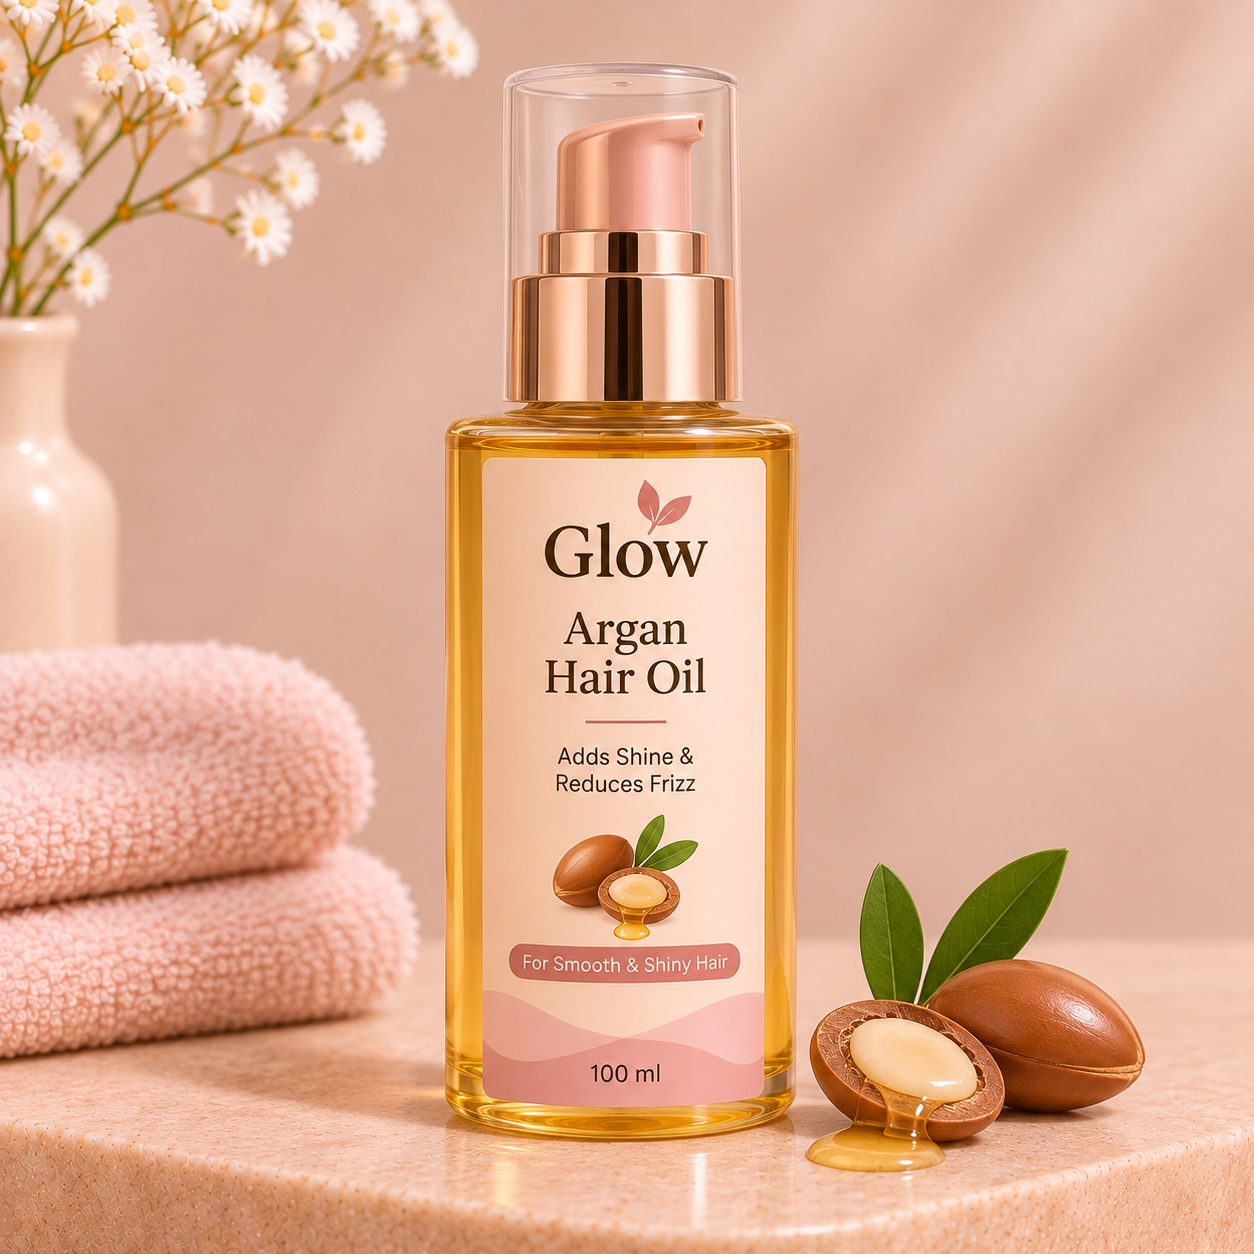 Glow
Argan
Hair Oil
Adds Shine &
Reduces Frizz
For Smooth & Shiny Hair
100 ml